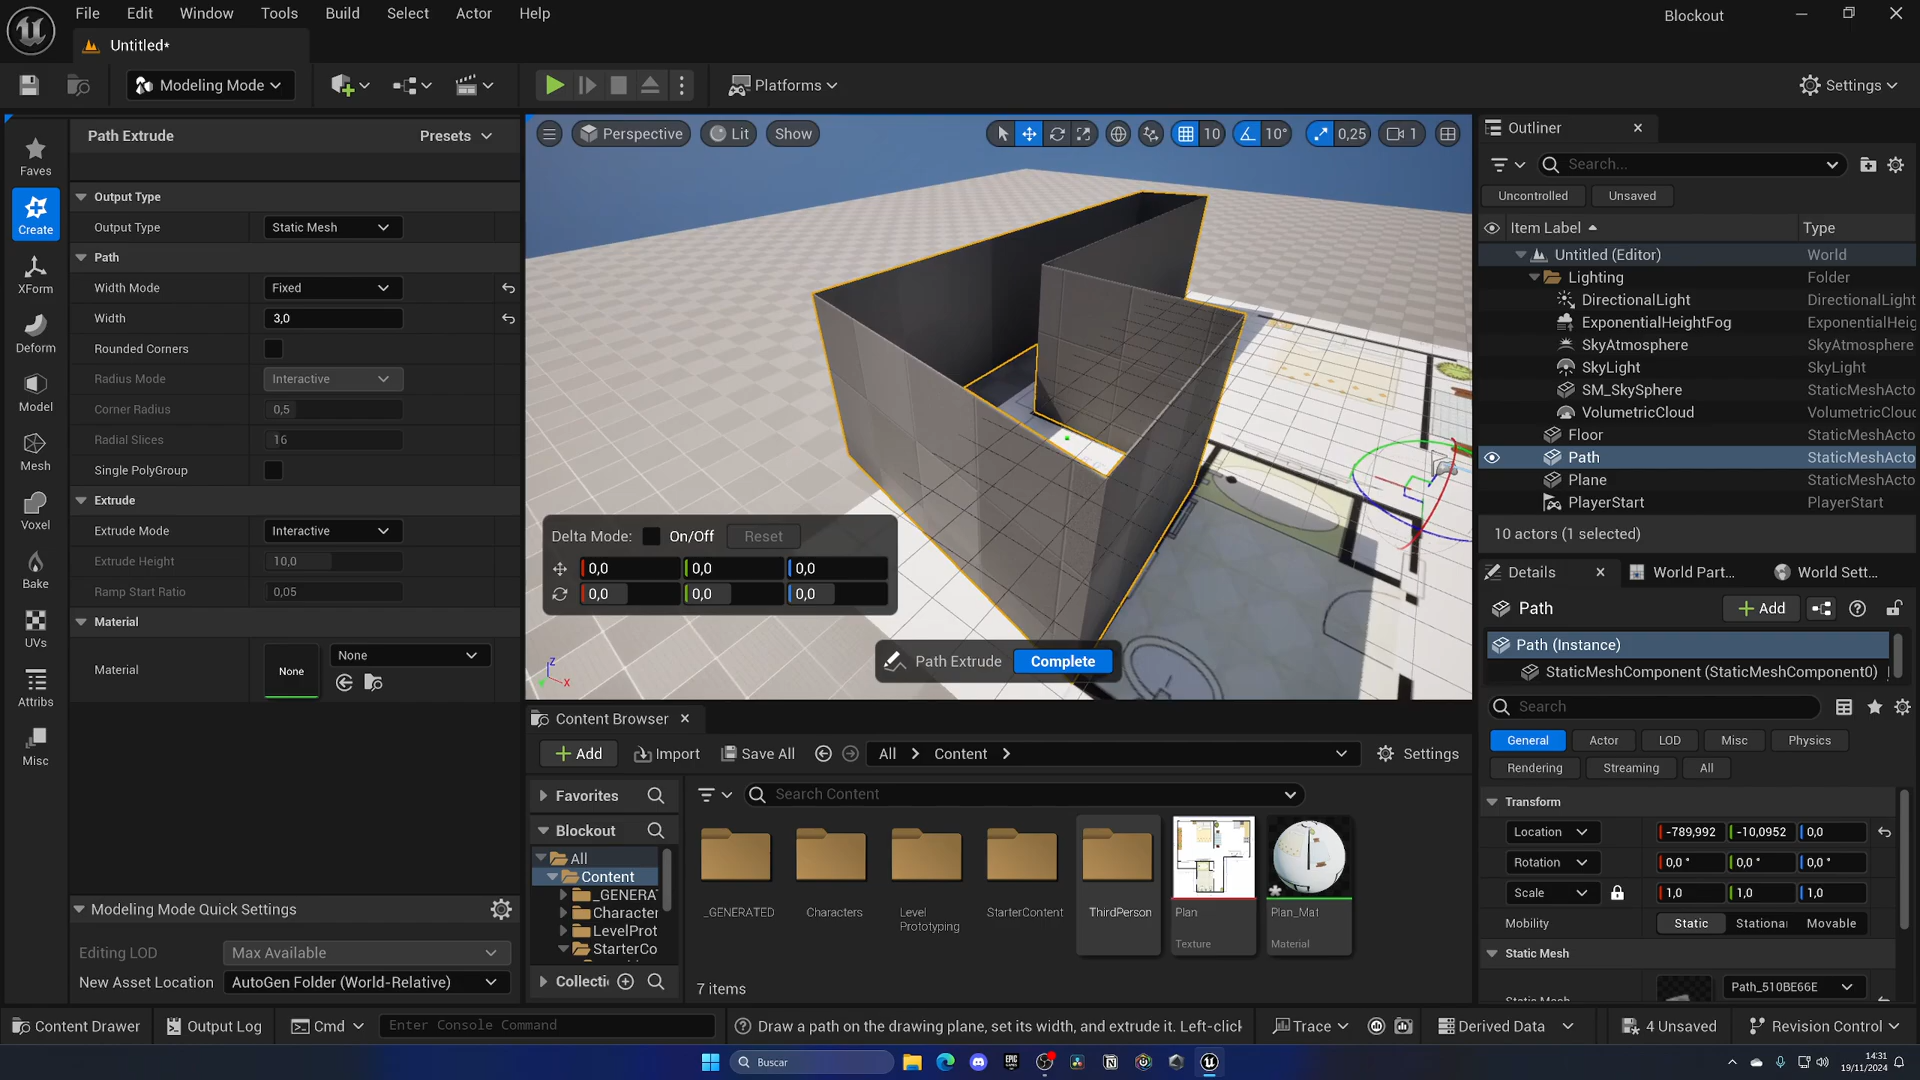 File Edit Window Tools Build Select Actor Help
Blockout
Untitled*
Modeling Mode
Platforms
Settings
Path Extrude
Presets
Faves
Create
XForm
Deform
Model
Mesh
Voxel
Bake
UVs
Attribs
Misc
Output Type
Output Type Static Mesh
Path
Width Mode Fixed
Width 3,0
Rounded Corners
Radius Mode Interactive
Corner Radius 0,5
Radial Slices 16
Single PolyGroup
Extrude
Extrude Mode Interactive
Extrude Height 10,0
Ramp Start Ratio 0,05
Material
Material None None
Modeling Mode Quick Settings
Editing LOD Max Available
New Asset Location AutoGen Folder (World-Relative)
Perspective Lit Show
10 10° 0,25 1
Delta Mode: On/Off Reset
0,0 0,0 0,0
0,0 0,0 0,0
Path Extrude Complete
Z
X
Content Browser
Add Import Save All All Content Settings
Favorites
Search Content
Blockout
All
Content
_GENERAT
Character
LevelProt
StarterCo
Collecti
_GENERATED
Characters
Level
Prototyping
StarterContent
ThirdPerson
Plan
Texture
Plan_Mat
Material
7 items
Outliner
Search...
Uncontrolled Unsaved
Item Label Type
Untitled (Editor) World
Lighting Folder
DirectionalLight DirectionalLight
ExponentialHeightFog ExponentialHeig
SkyAtmosphere SkyAtmosphere
SkyLight SkyLight
SM_SkySphere StaticMeshActo
VolumetricCloud VolumetricCloud
Floor StaticMeshActo
Path StaticMeshActo
Plane StaticMeshActo
PlayerStart PlayerStart
10 actors (1 selected)
Details World Part... World Sett...
Path Add
Path (Instance)
StaticMeshComponent (StaticMeshComponent0)
Search
General Actor LOD Misc Physics
Rendering Streaming All
Transform
Location -789,992 -10,0952 0,0
Rotation 0,0 ° 0,0 ° 0,0 °
Scale 1,0 1,0 1,0
Mobility Static Stationa Movable
Static Mesh
Path_510BE66E
Content Drawer Output Log Cmd Enter Console Command
Draw a path on the drawing plane, set its width, and extrude it. Left-click
Trace Derived Data 4 Unsaved Revision Control
Buscar
14:31
19/11/2024